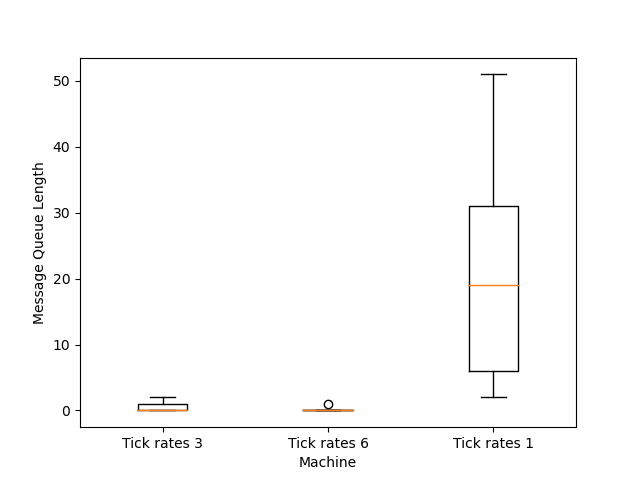 50
40
30
20
10
0
Message Queue Length
Tick rates 3
Tick rates 6
Tick rates 1
Machine